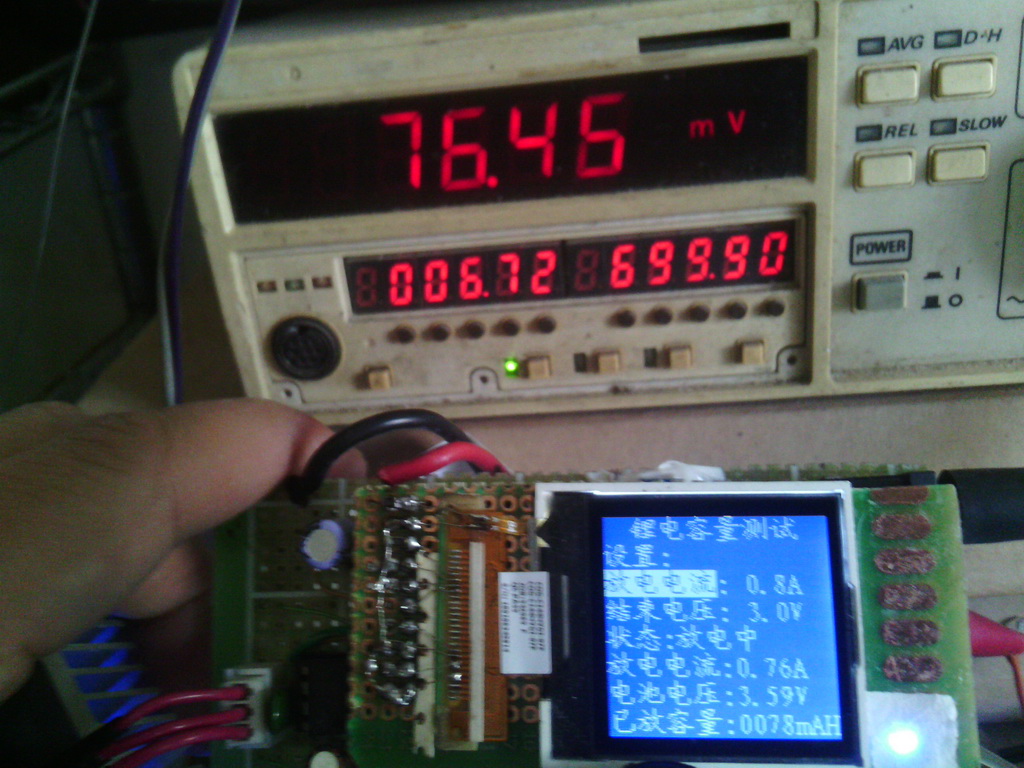 AVG D-H
76.45 mV
REL SLOW
POWER
006.72 699.90
锂电容量测试
设置:
放电电流: 0.8A
结束电压: 3.0V
状态:放电中
放电电流:0.76A
电池电压:3.59V
已放容量:0078mAH